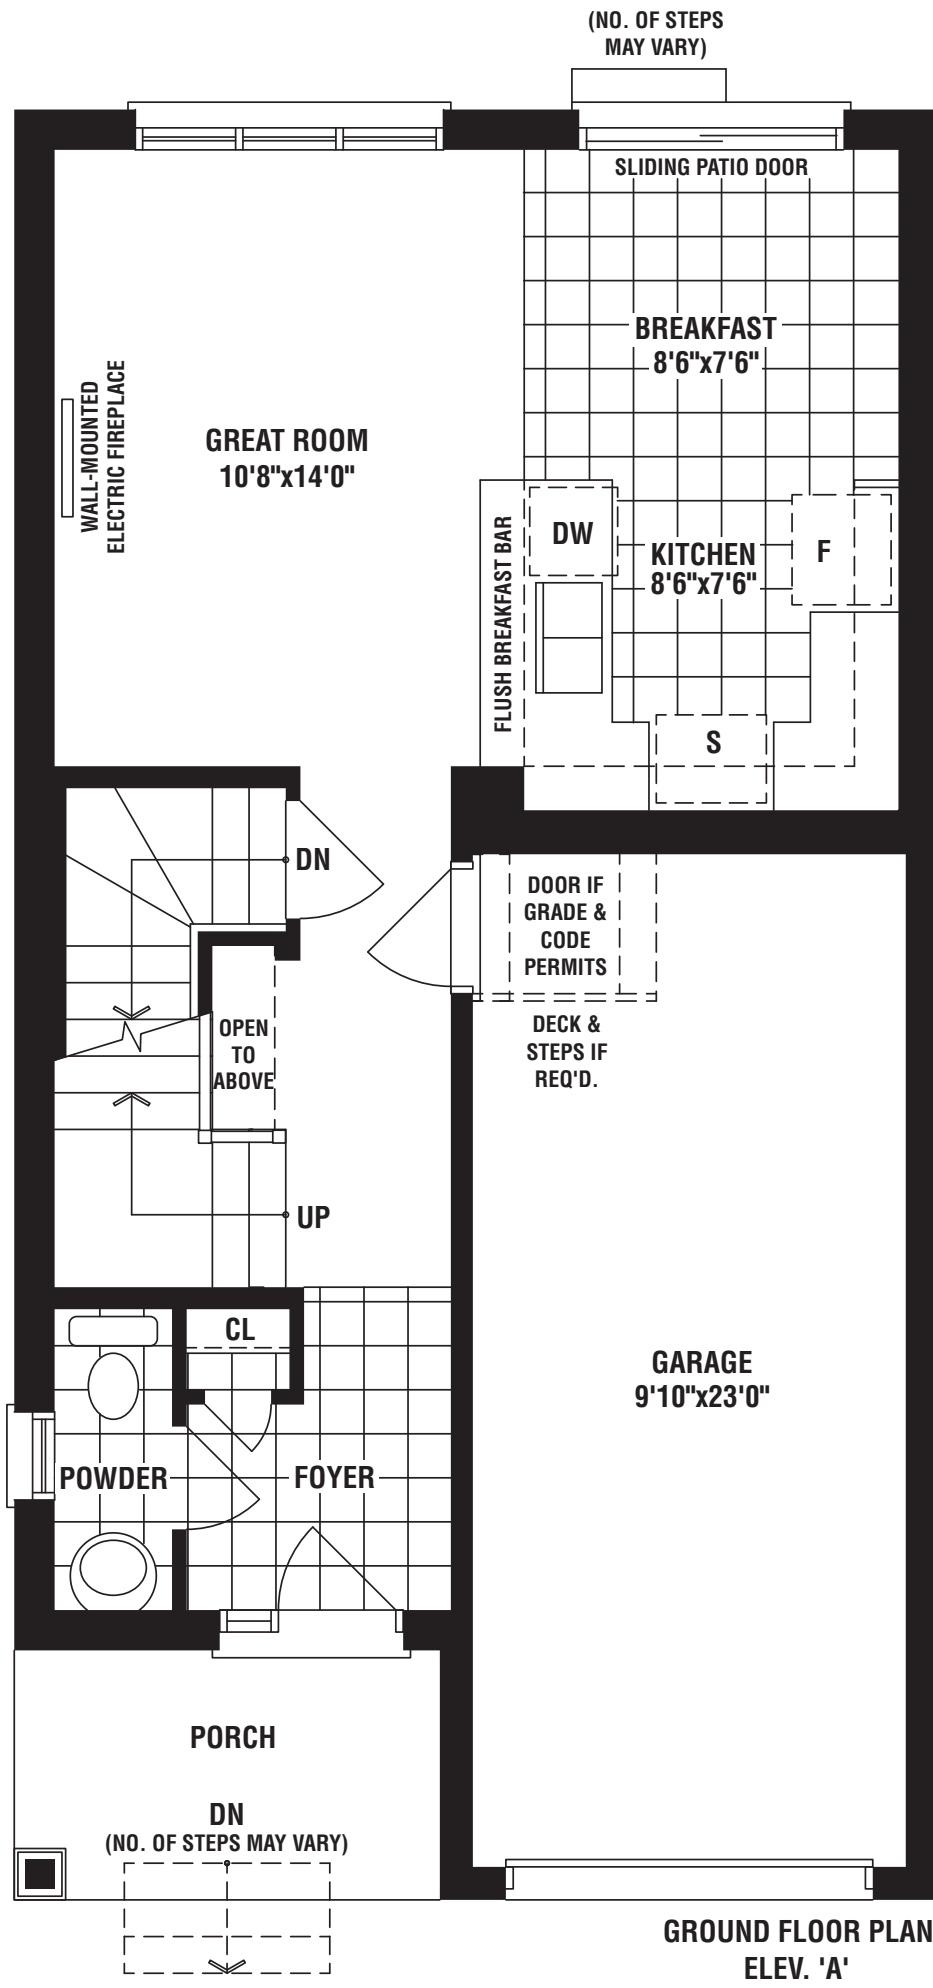 (NO. OF STEPS
MAY VARY)
SLIDING PATIO DOOR
BREAKFAST
8'6"x7'6"
WALL-MOUNTED
ELECTRIC FIREPLACE
GREAT ROOM
10'8"x14'0"
FLUSH BREAKFAST BAR
DW
KITCHEN
8'6"x7'6"
F
S
DN
DOOR IF
GRADE &
CODE
PERMITS
DECK &
STEPS IF
REQ'D.
OPEN
TO
ABOVE
UP
CL
GARAGE
9'10"x23'0"
POWDER
FOYER
PORCH
DN
(NO. OF STEPS MAY VARY)
GROUND FLOOR PLAN
ELEV. 'A'